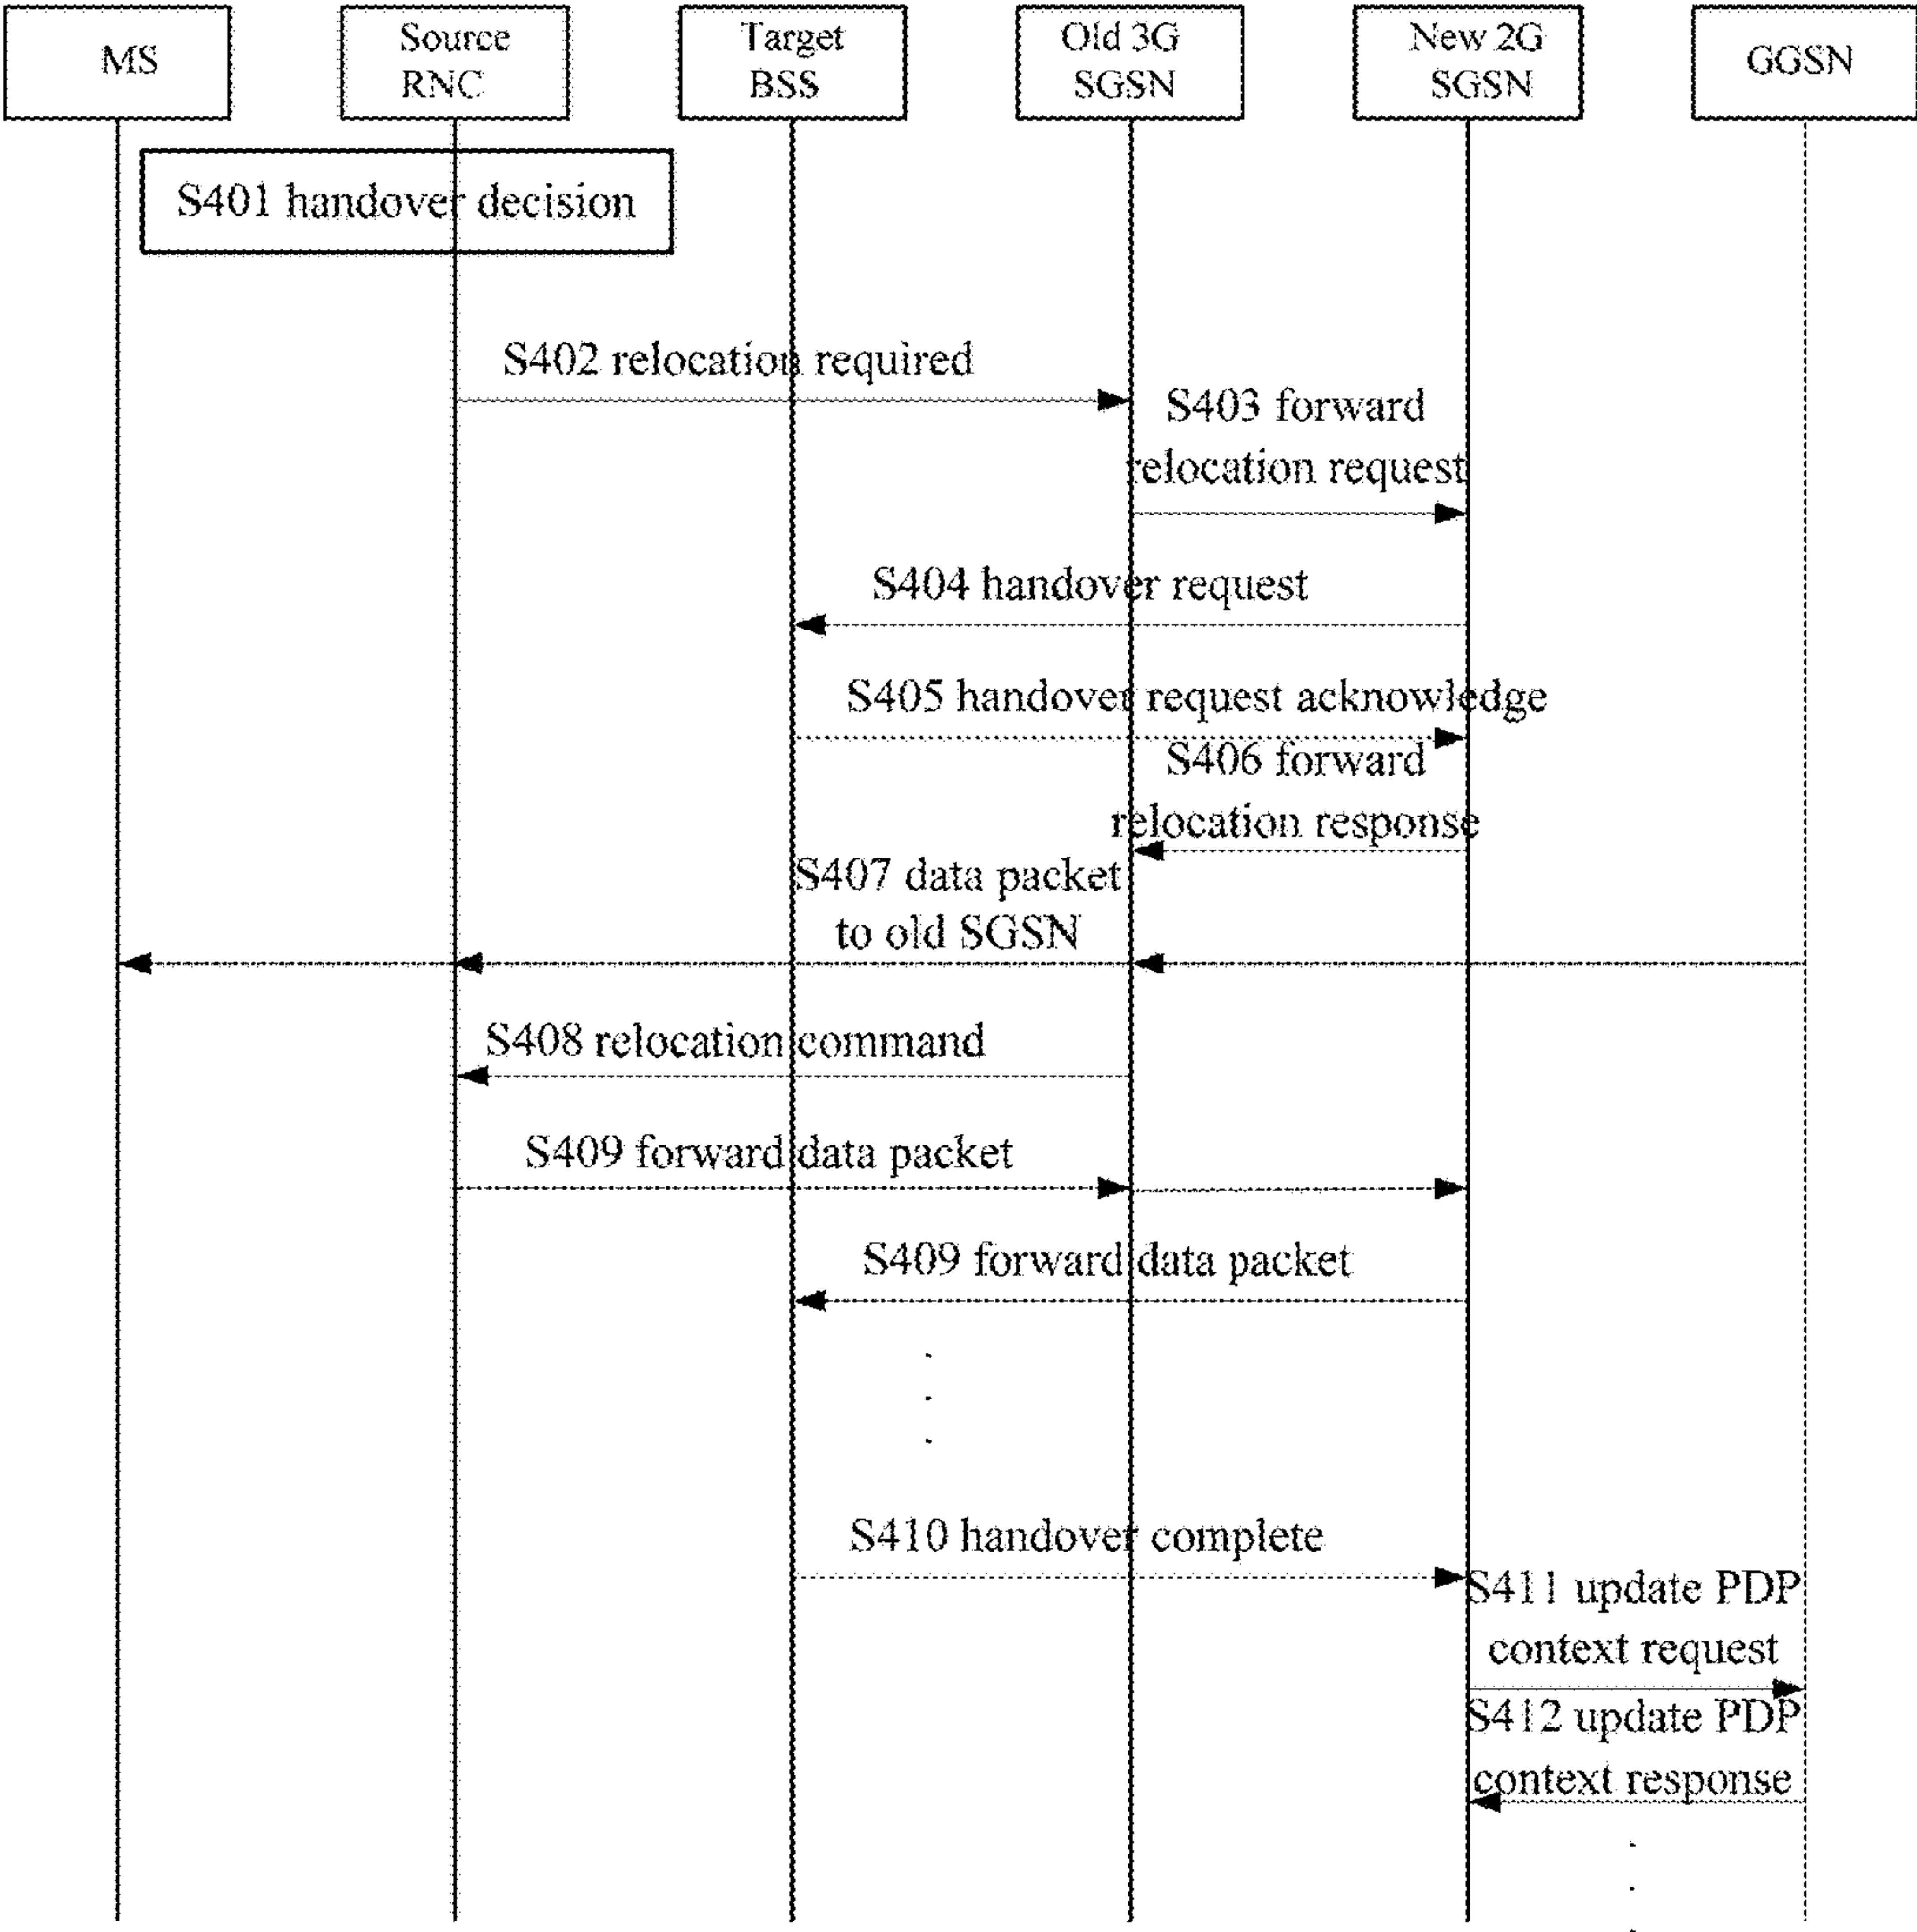 MS
Source
RNC
Target
BSS
Old 3G
SGSN
New 2G
SGSN
GGSN
S401 handover decision
S402 relocation required
S403 forward
relocation request
S404 handover request
S405 handover request acknowledge
S406 forward
relocation response
S407 data packet
to old SGSN
S408 relocation command
S409 forward data packet
S409 forward data packet
S410 handover complete
S411 update PDP
context request
S412 update PDP
context response